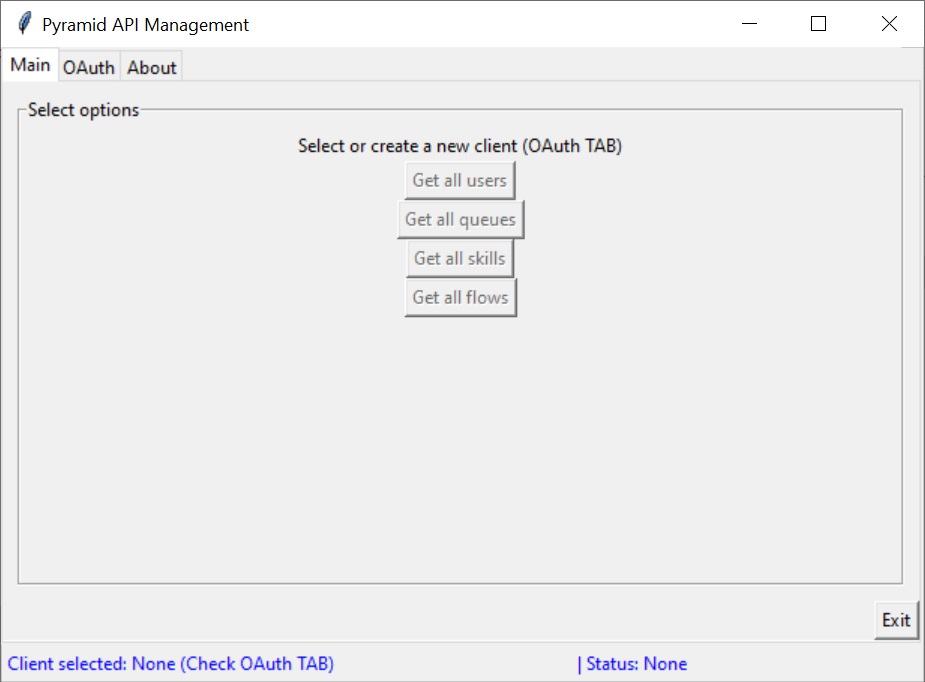 Pyramid API Management
Main OAuth About
Select options
Select or create a new client (OAuth TAB)
Get all users
Get all queues
Get all skills
Get all flows
Exit
Client selected: None (Check OAuth TAB) | Status: None